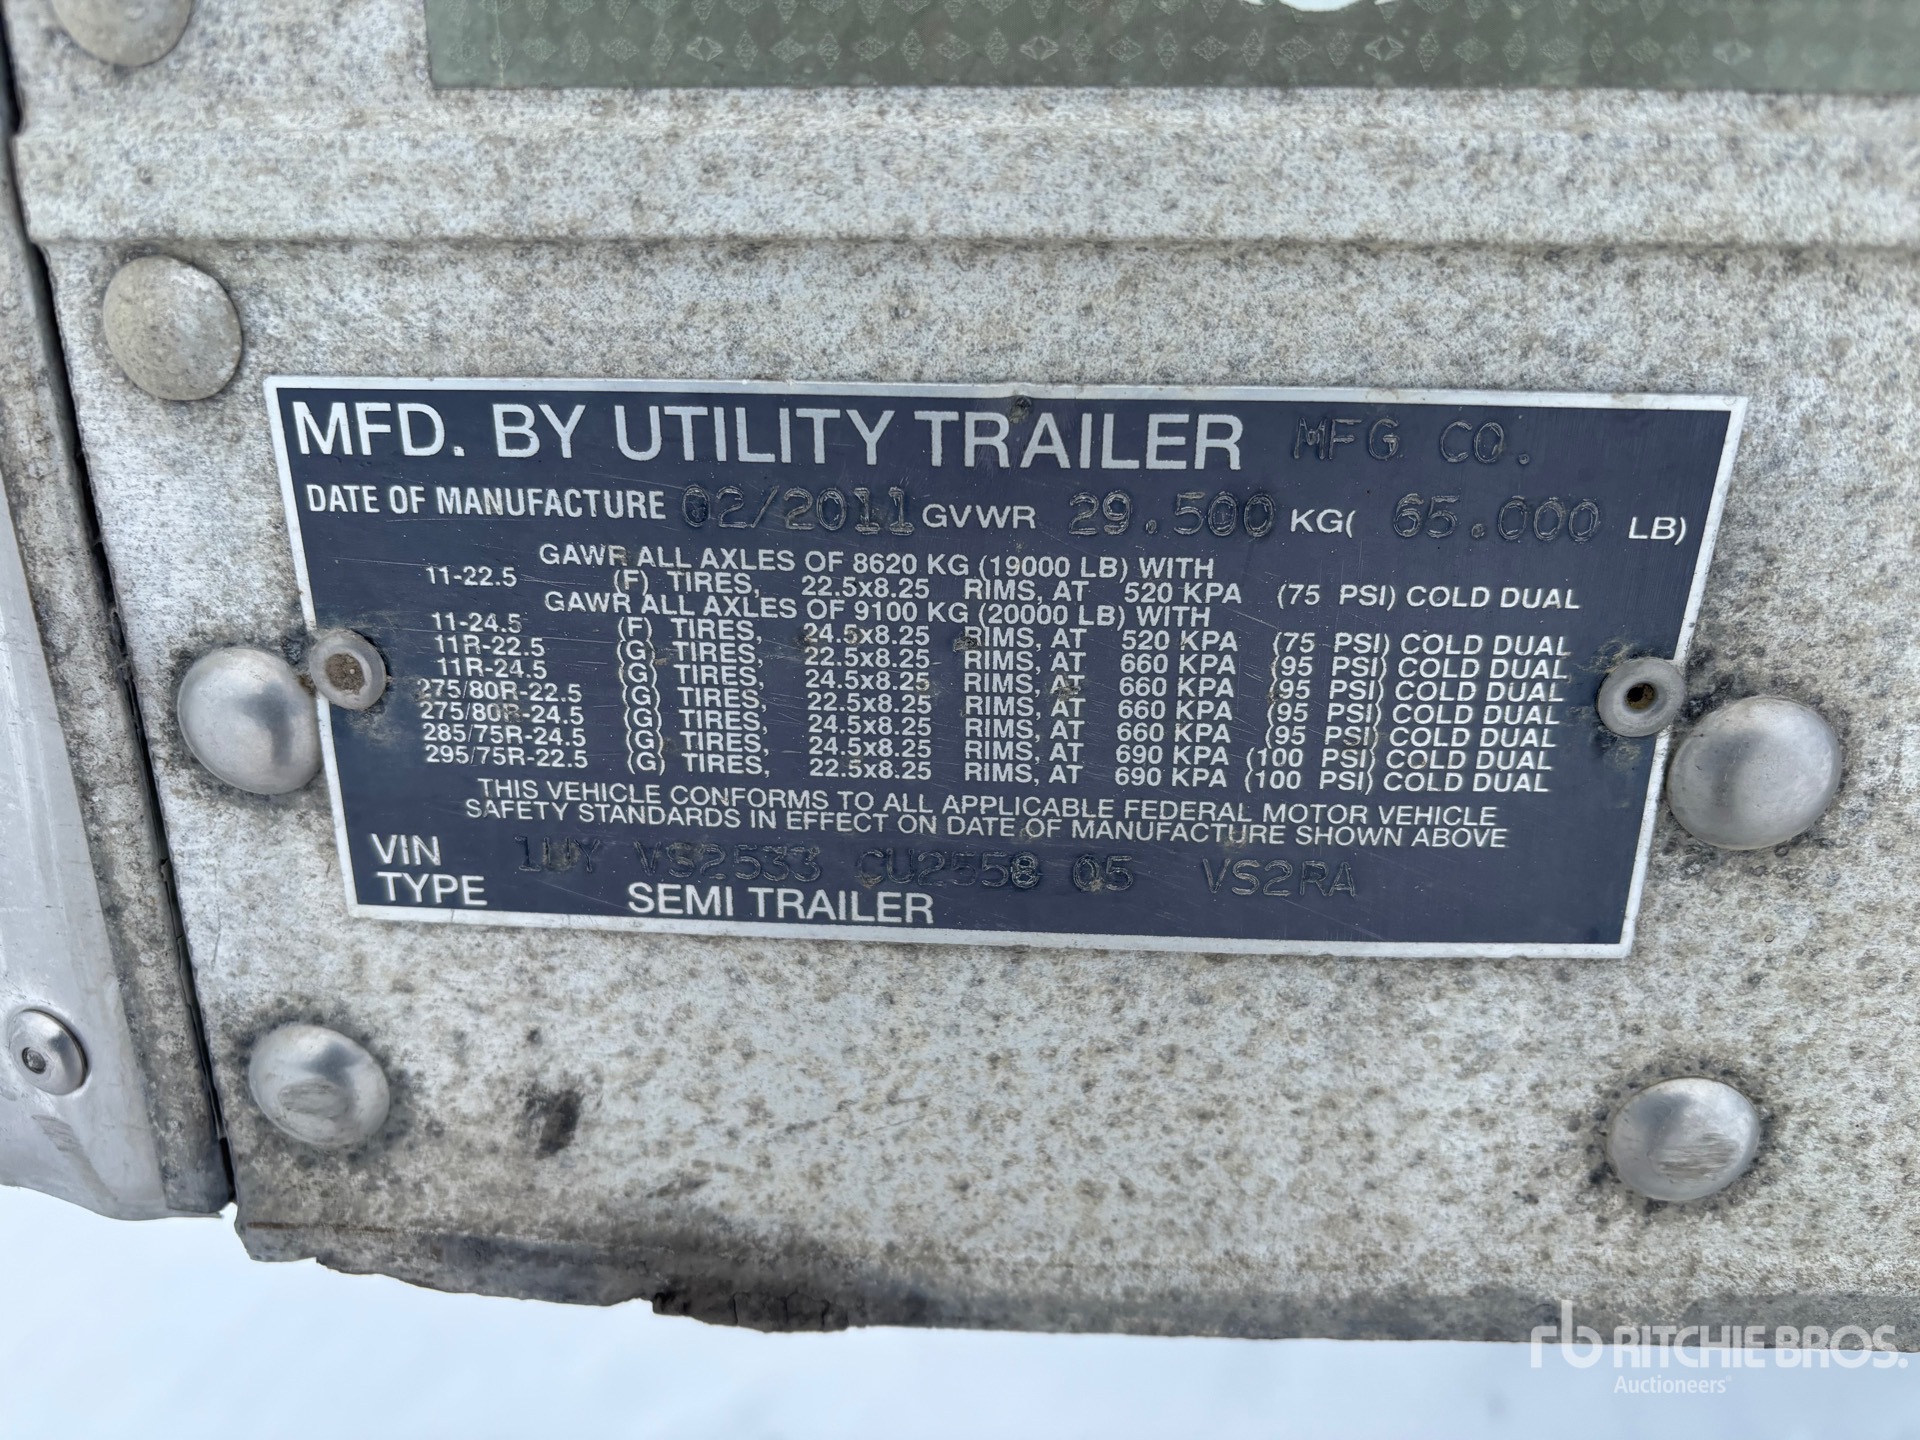 MFD. BY UTILITY TRAILER MFG CO.
DATE OF MANUFACTURE 02/2011 GVWR 29.500 KG( 65.000 LB)
GAWR ALL AXLES OF 8620 KG (19000 LB) WITH
11-22.5 (F) TIRES, 22.5x8.25 RIMS, AT 520 KPA (75 PSI) COLD DUAL
GAWR ALL AXLES OF 9100 KG (20000 LB) WITH
11-24.5 (F) TIRES, 24.5x8.25 RIMS, AT 520 KPA (75 PSI) COLD DUAL
11R-22.5 (G) TIRES, 22.5x8.25 RIMS, AT 660 KPA (95 PSI) COLD DUAL
11R-24.5 (G) TIRES, 24.5x8.25 RIMS, AT 660 KPA (95 PSI) COLD DUAL
275/80R-22.5 (G) TIRES, 22.5x8.25 RIMS, AT 660 KPA (95 PSI) COLD DUAL
275/80R-24.5 (G) TIRES, 24.5x8.25 RIMS, AT 660 KPA (95 PSI) COLD DUAL
285/75R-24.5 (G) TIRES, 24.5x8.25 RIMS, AT 690 KPA (100 PSI) COLD DUAL
295/75R-22.5 (G) TIRES, 22.5x8.25 RIMS, AT 690 KPA (100 PSI) COLD DUAL
THIS VEHICLE CONFORMS TO ALL APPLICABLE FEDERAL MOTOR VEHICLE
SAFETY STANDARDS IN EFFECT ON DATE OF MANUFACTURE SHOWN ABOVE
VIN 1UY VS2533 CU2558 05 VS2RA
TYPE SEMI TRAILER
rb RITCHIE BROS.
Auctioneers